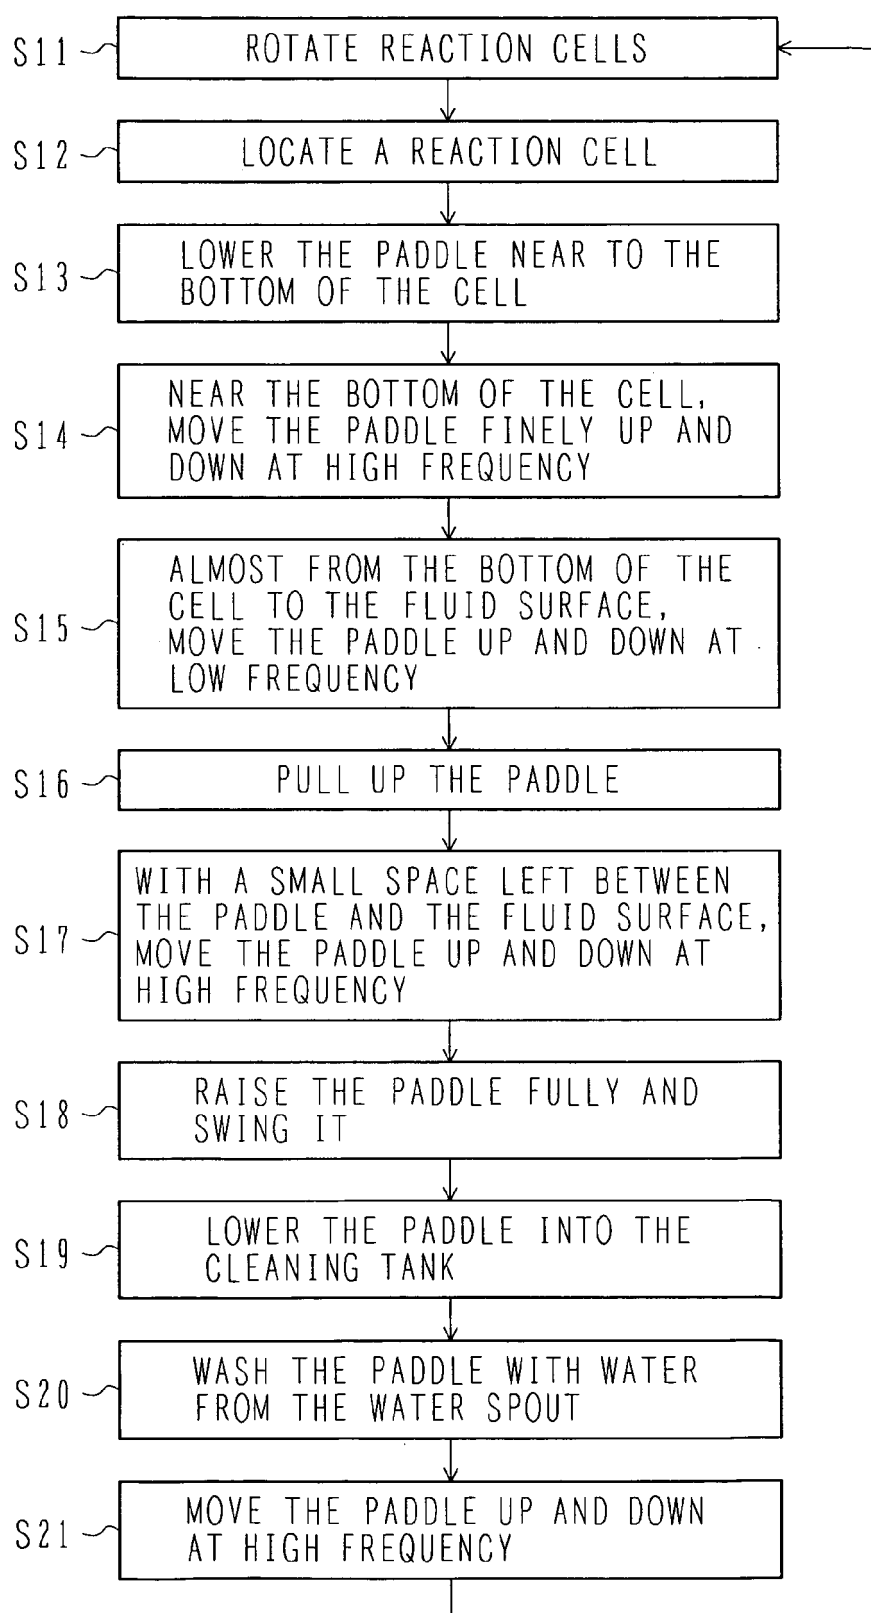 S11
ROTATE REACTION CELLS
S12
LOCATE A REACTION CELL
S13
LOWER THE PADDLE NEAR TO THE
BOTTOM OF THE CELL
S14
NEAR THE BOTTOM OF THE CELL,
MOVE THE PADDLE FINELY UP AND
DOWN AT HIGH FREQUENCY
S15
ALMOST FROM THE BOTTOM OF THE
CELL TO THE FLUID SURFACE,
MOVE THE PADDLE UP AND DOWN AT
LOW FREQUENCY
S16
PULL UP THE PADDLE
S17
WITH A SMALL SPACE LEFT BETWEEN
THE PADDLE AND THE FLUID SURFACE,
MOVE THE PADDLE UP AND DOWN AT
HIGH FREQUENCY
S18
RAISE THE PADDLE FULLY AND
SWING IT
S19
LOWER THE PADDLE INTO THE
CLEANING TANK
S20
WASH THE PADDLE WITH WATER
FROM THE WATER SPOUT
S21
MOVE THE PADDLE UP AND DOWN
AT HIGH FREQUENCY